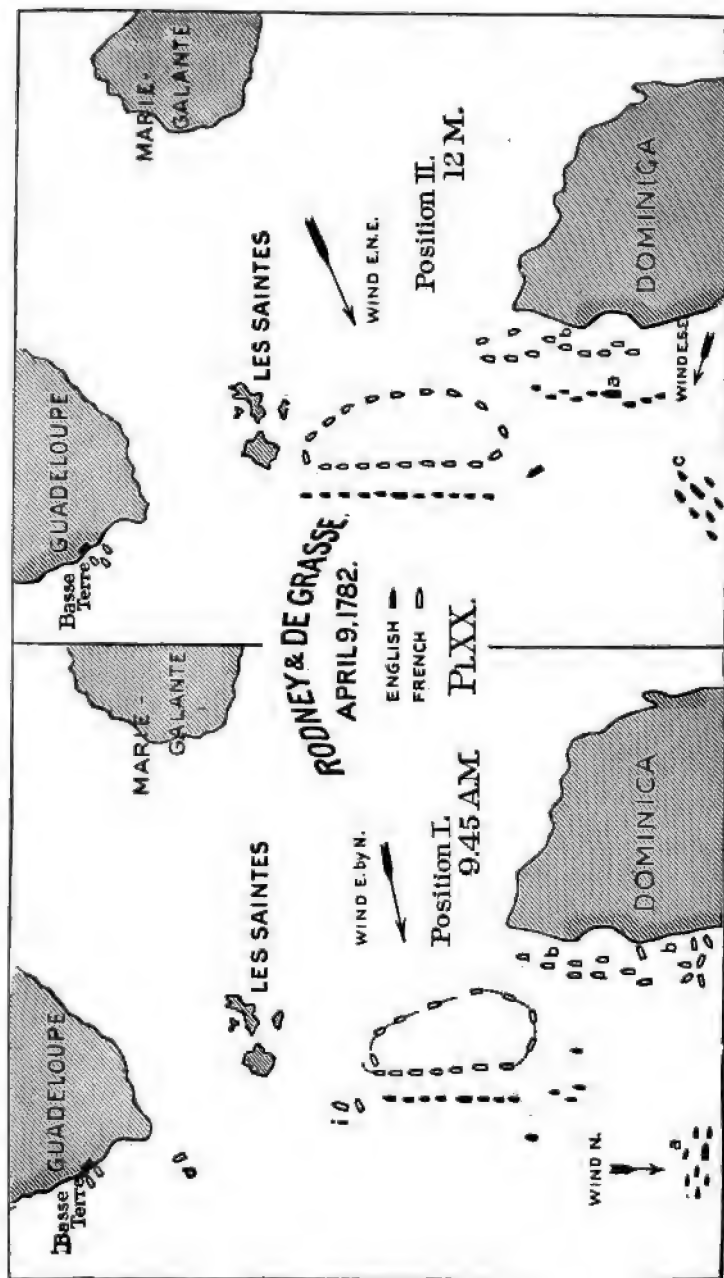 GUADELOUPE
Basse
Terre
MARIE-
GALANTE
LES SAINTES
i
d
WIND E. by N.
Position I.
9.45 A.M.
WIND N.
a
b
b
DOMINICA
RODNEY & DE GRASSE.
APRIL 9, 1782.
ENGLISH
FRENCH
Pl.XX.
GUADELOUPE
Basse
Terre
MARIE-
GALANTE
LES SAINTES
WIND E.N.E.
Position II.
12 M.
b
a
WIND E.S.E.
c
DOMINICA